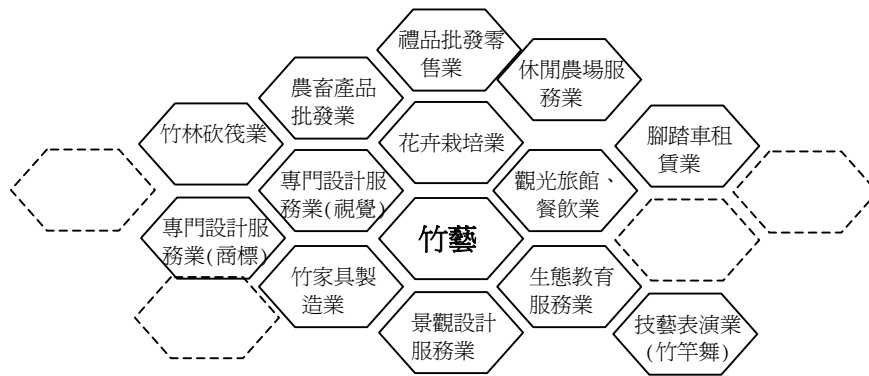 禮品批發零
售業
休閒農場服
務業
農畜產品
批發業
竹林砍筏業
花卉栽培業
腳踏車租
賃業
專門設計服
務業(視覺)
觀光旅館、
餐飲業
專門設計服
務業(商標)
竹藝
竹家具製
造業
生態教育
服務業
景觀設計
服務業
技藝表演業
(竹竿舞)